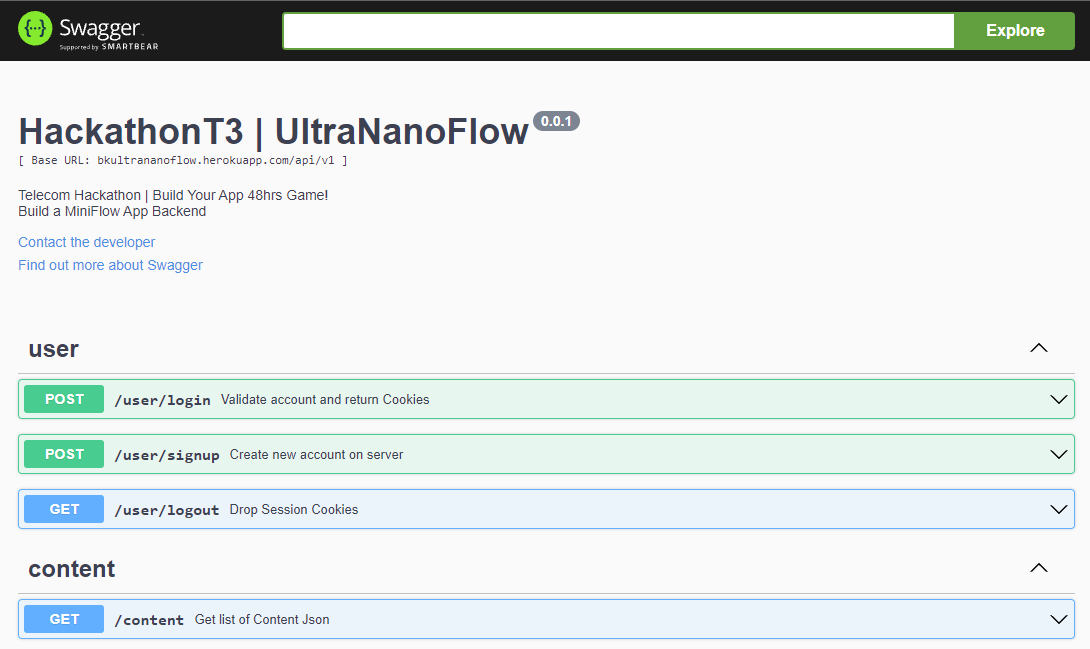 Swagger
Supported by SMARTBEAR
Explore
HackathonT3 | UltraNanoFlow 0.0.1
[ Base URL: bkultrananoflow.herokuapp.com/api/v1 ]
Telecom Hackathon | Build Your App 48hrs Game!
Build a MiniFlow App Backend
Contact the developer
Find out more about Swagger
user
POST /user/login Validate account and return Cookies
POST /user/signup Create new account on server
GET /user/logout Drop Session Cookies
content
GET /content Get list of Content Json